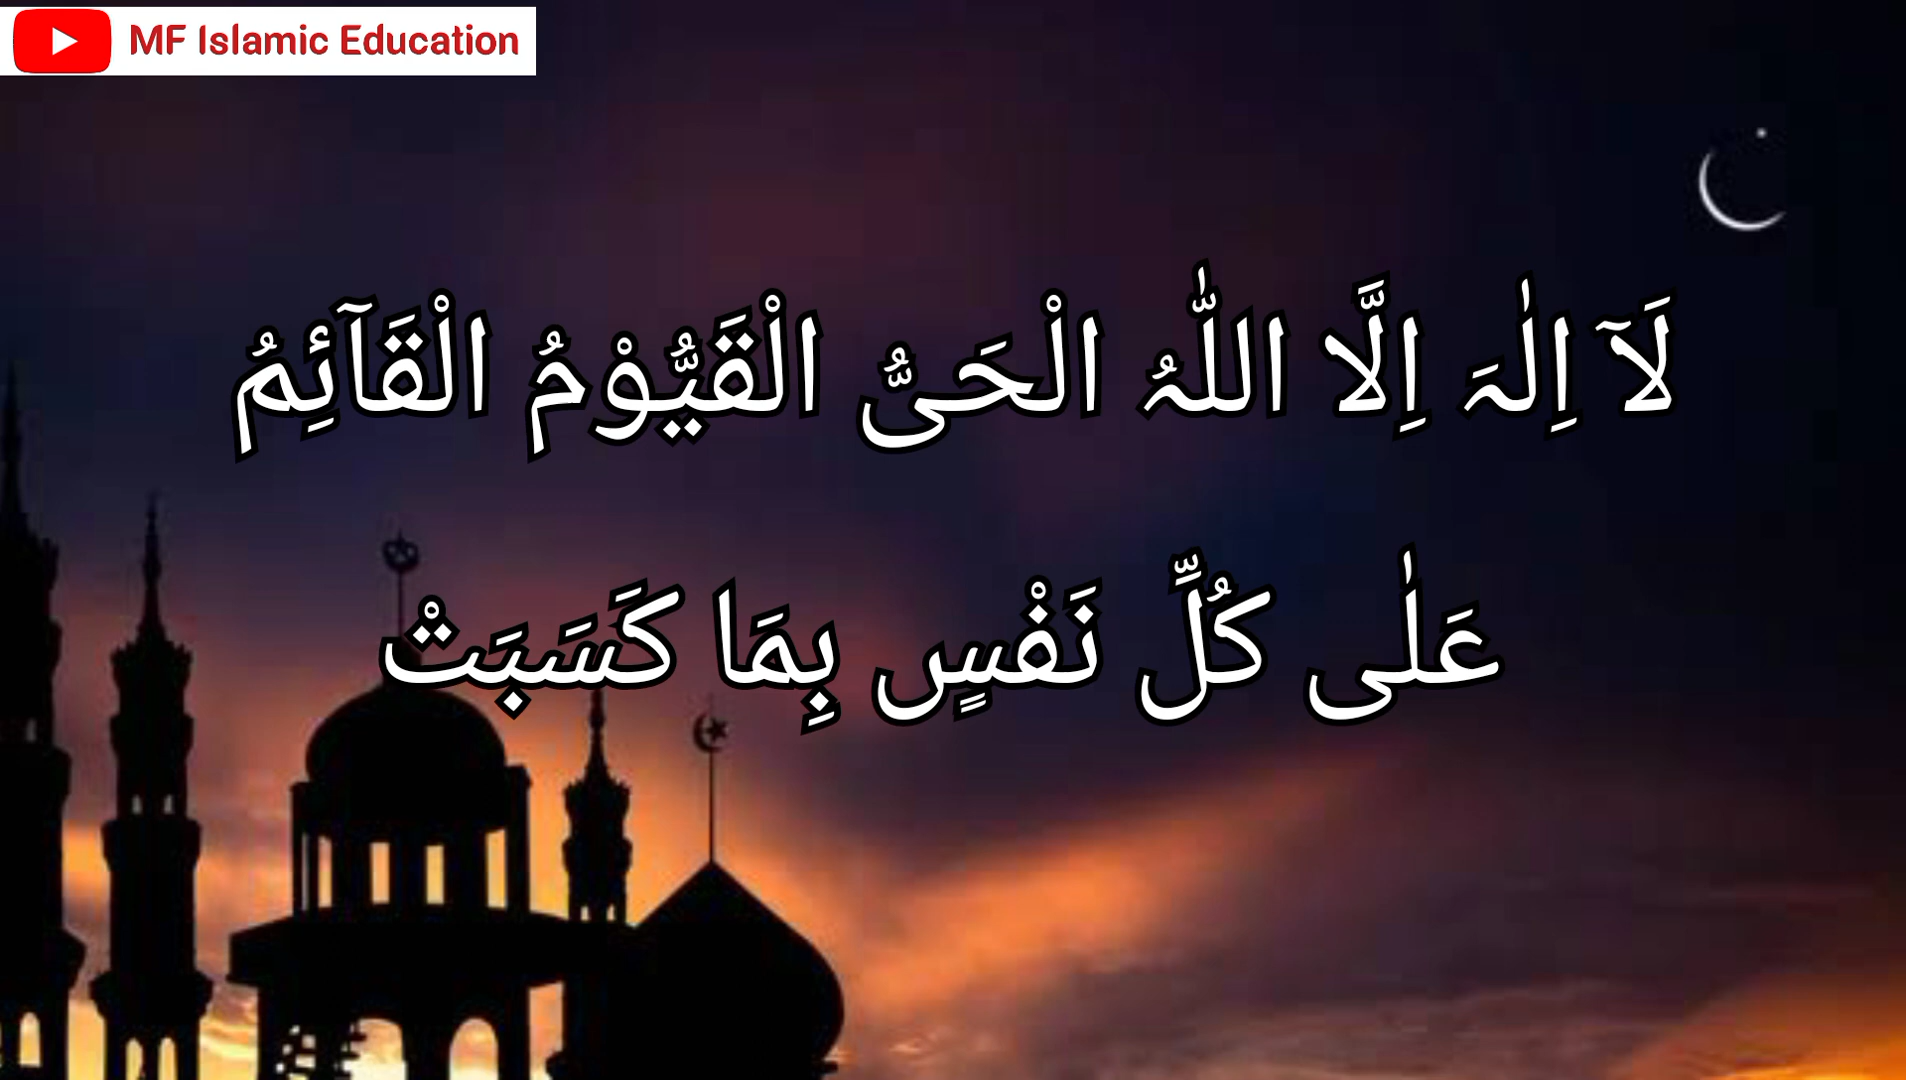 MF Islamic Education
لَآ اِلٰہَ اِلَّا اللّٰہُ الْحَیُّ الْقَیُّوْمُ الْقَآئِمُ
عَلٰی کُلِّ نَفْسٍ بِمَا کَسَبَتْ